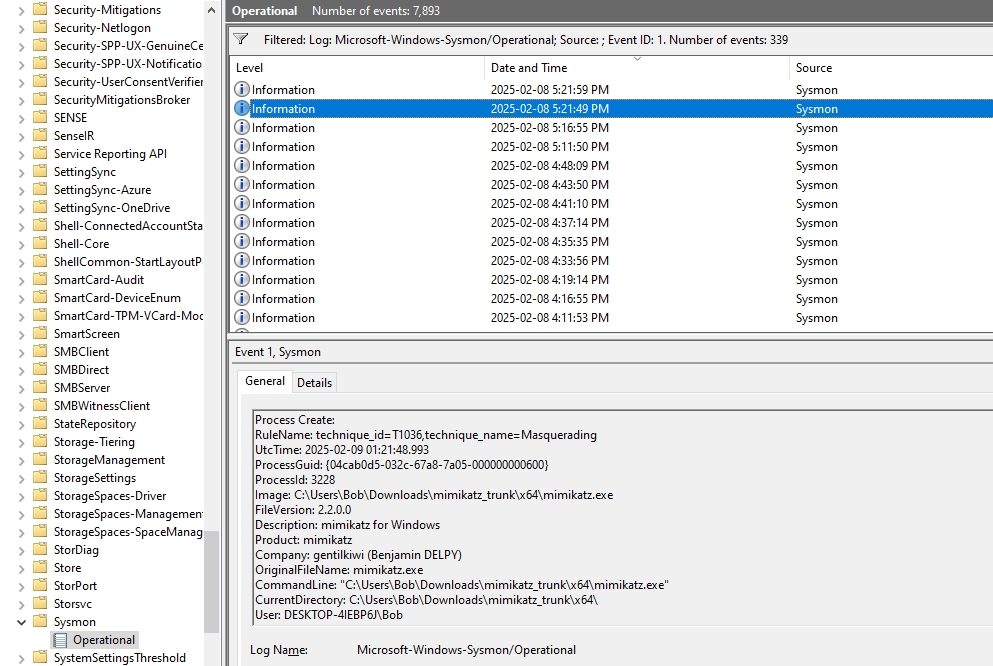 Security-Mitigations
Security-Netlogon
Security-SPP-UX-GenuineCe
Security-SPP-UX-Notificatio
Security-UserConsentVerifier
SecurityMitigationsBroker
SENSE
SenseIR
Service Reporting API
SettingSync
SettingSync-Azure
SettingSync-OneDrive
Shell-ConnectedAccountSta
Shell-Core
ShellCommon-StartLayoutP
SmartCard-Audit
SmartCard-DeviceEnum
SmartCard-TPM-VCard-Moc
SmartScreen
SMBClient
SMBDirect
SMBServer
SMBWitnessClient
StateRepository
Storage-Tiering
StorageManagement
StorageSettings
StorageSpaces-Driver
StorageSpaces-Managemen
StorageSpaces-SpaceManag
StorDiag
Store
StorPort
Storsvc
Sysmon
Operational
SystemSettingsThreshold
Operational Number of events: 7,893
Filtered: Log: Microsoft-Windows-Sysmon/Operational; Source: ; Event ID: 1. Number of events: 339
Level Date and Time Source
Information 2025-02-08 5:21:59 PM Sysmon
Information 2025-02-08 5:21:49 PM Sysmon
Information 2025-02-08 5:16:55 PM Sysmon
Information 2025-02-08 5:11:50 PM Sysmon
Information 2025-02-08 4:48:09 PM Sysmon
Information 2025-02-08 4:43:50 PM Sysmon
Information 2025-02-08 4:41:10 PM Sysmon
Information 2025-02-08 4:37:14 PM Sysmon
Information 2025-02-08 4:35:35 PM Sysmon
Information 2025-02-08 4:33:56 PM Sysmon
Information 2025-02-08 4:19:14 PM Sysmon
Information 2025-02-08 4:16:55 PM Sysmon
Information 2025-02-08 4:11:53 PM Sysmon
Event 1, Sysmon
General Details
Process Create:
RuleName: technique_id=T1036,technique_name=Masquerading
UtcTime: 2025-02-09 01:21:48.993
ProcessGuid: {04cab0d5-032c-67a8-7a05-000000000600}
ProcessId: 3228
Image: C:\Users\Bob\Downloads\mimikatz_trunk\x64\mimikatz.exe
FileVersion: 2.2.0.0
Description: mimikatz for Windows
Product: mimikatz
Company: gentilkiwi (Benjamin DELPY)
OriginalFileName: mimikatz.exe
CommandLine: "C:\Users\Bob\Downloads\mimikatz_trunk\x64\mimikatz.exe"
CurrentDirectory: C:\Users\Bob\Downloads\mimikatz_trunk\x64\
User: DESKTOP-4IEBP6J\Bob
Log Name: Microsoft-Windows-Sysmon/Operational